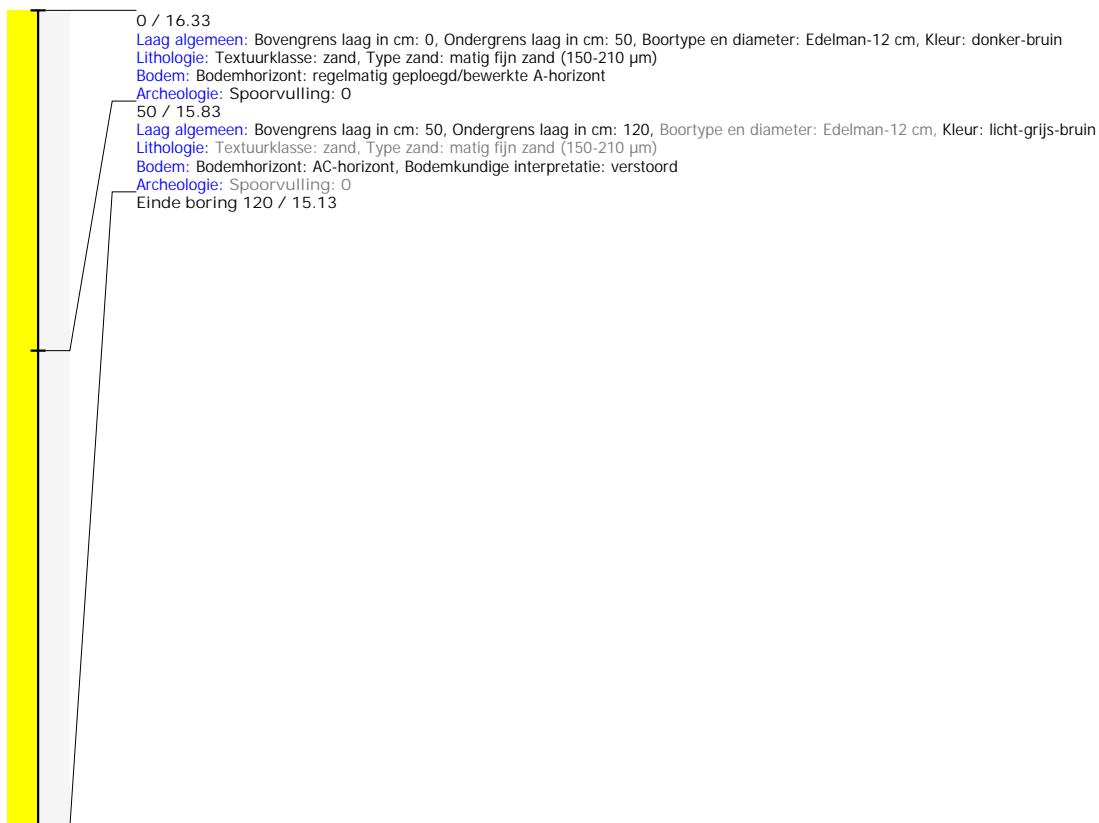 0 / 16.33
Laag algemeen: Bovengrens laag in cm: 0, Ondergrens laag in cm: 50, Boortype en diameter: Edelman-12 cm, Kleur: donker-bruin
Lithologie: Textuurklasse: zand, Type zand: matig fijn zand (150-210 µm)
Bodem: Bodemhorizont: regelmatig geploegd/bewerkte A-horizont
Archeologie: Spoorvulling: 0
50 / 15.83
Laag algemeen: Bovengrens laag in cm: 50, Ondergrens laag in cm: 120, Boortype en diameter: Edelman-12 cm, Kleur: licht-grijs-bruin
Lithologie: Textuurklasse: zand, Type zand: matig fijn zand (150-210 µm)
Bodem: Bodemhorizont: AC-horizont, Bodemkundige interpretatie: verstoord
Archeologie: Spoorvulling: 0
Einde boring 120 / 15.13